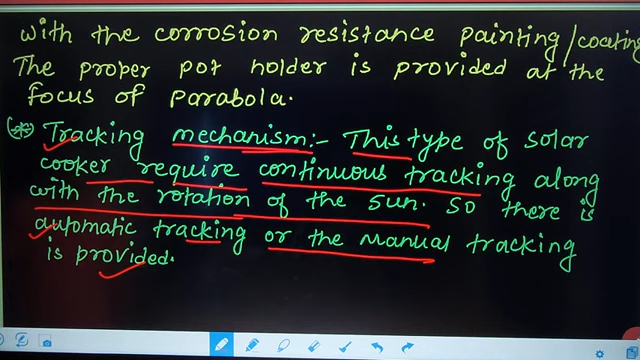 with the corrosion resistance painting/coating
The proper pot holder is provided at the
focus of parabola.
Tracking mechanism:- This type of solar
cooker require continuous tracking along
with the rotation of the sun. so there is
automatic tracking or the Manual tracking
is provided.